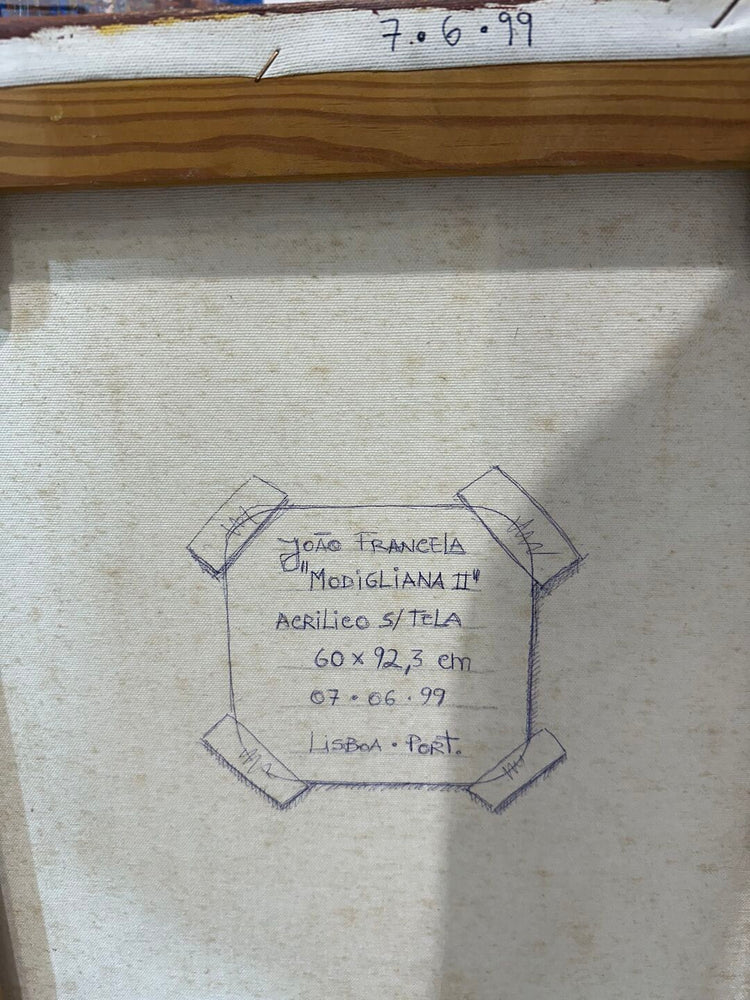 7.6.99
João Francela
"Modigliana II"
Acrilico s/ Tela
60 x 92,3 cm
07.06.99
Lisboa . Port.